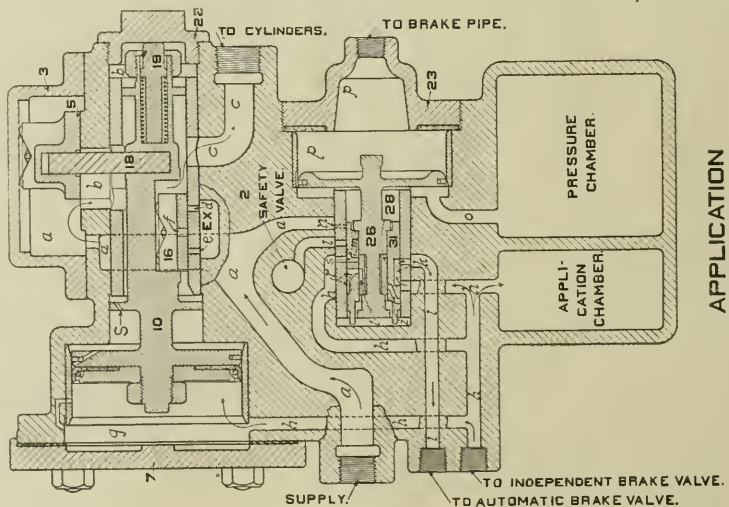 TO CYLINDERS.
TO BRAKE PIPE.
22
3
15
19
b
p
23
18
c
c
b
2
SAFETY
VALVE
p
PRESSURE
CHAMBER.
a
a
f
16
e
EX
d
a
n
l
28
26
m
31
s
r
h
o
h
APPLI-
CATION
CHAMBER.
S
10
a
h
l
h
g
a
h
h
l
h
7
SUPPLY.
TO INDEPENDENT BRAKE VALVE.
TO AUTOMATIC BRAKE VALVE.
APPLICATION